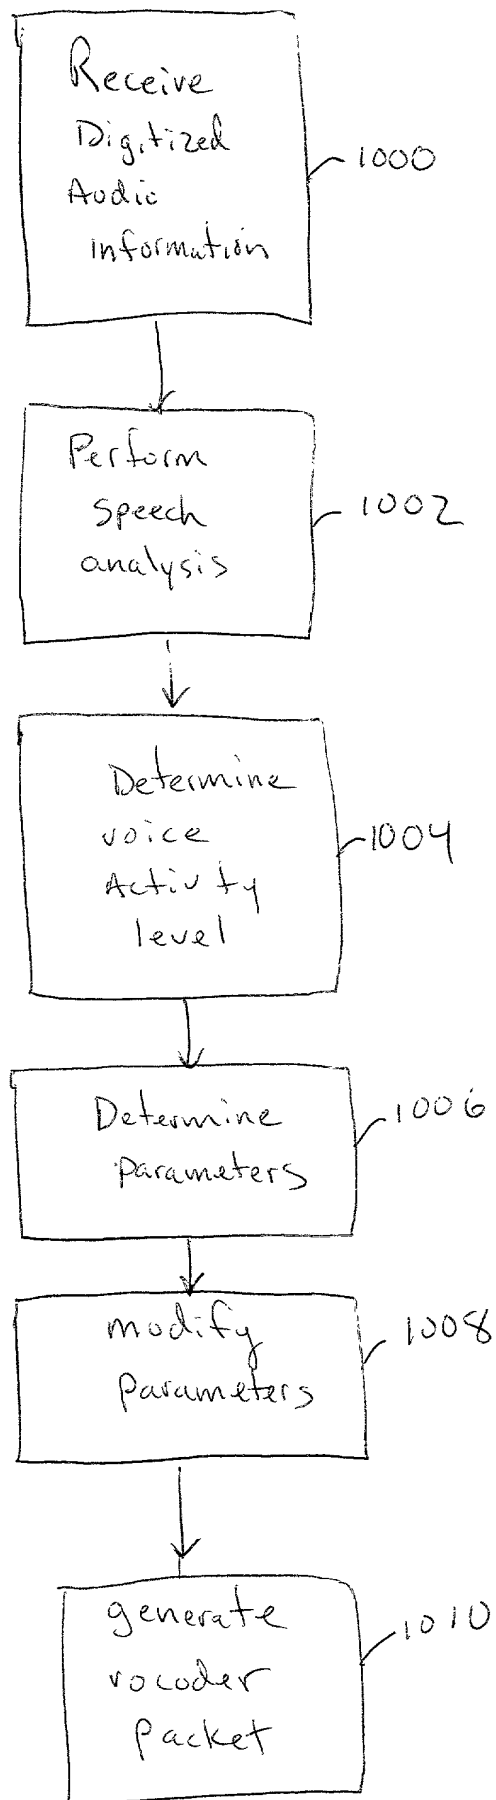 Receive
Digitized
Audio
information
1000
Perform
speech
analysis
1002
Determine
voice
Activity
level
1004
Determine
parameters
1006
modify
parameters
1008
generate
vocoder
packet
1010